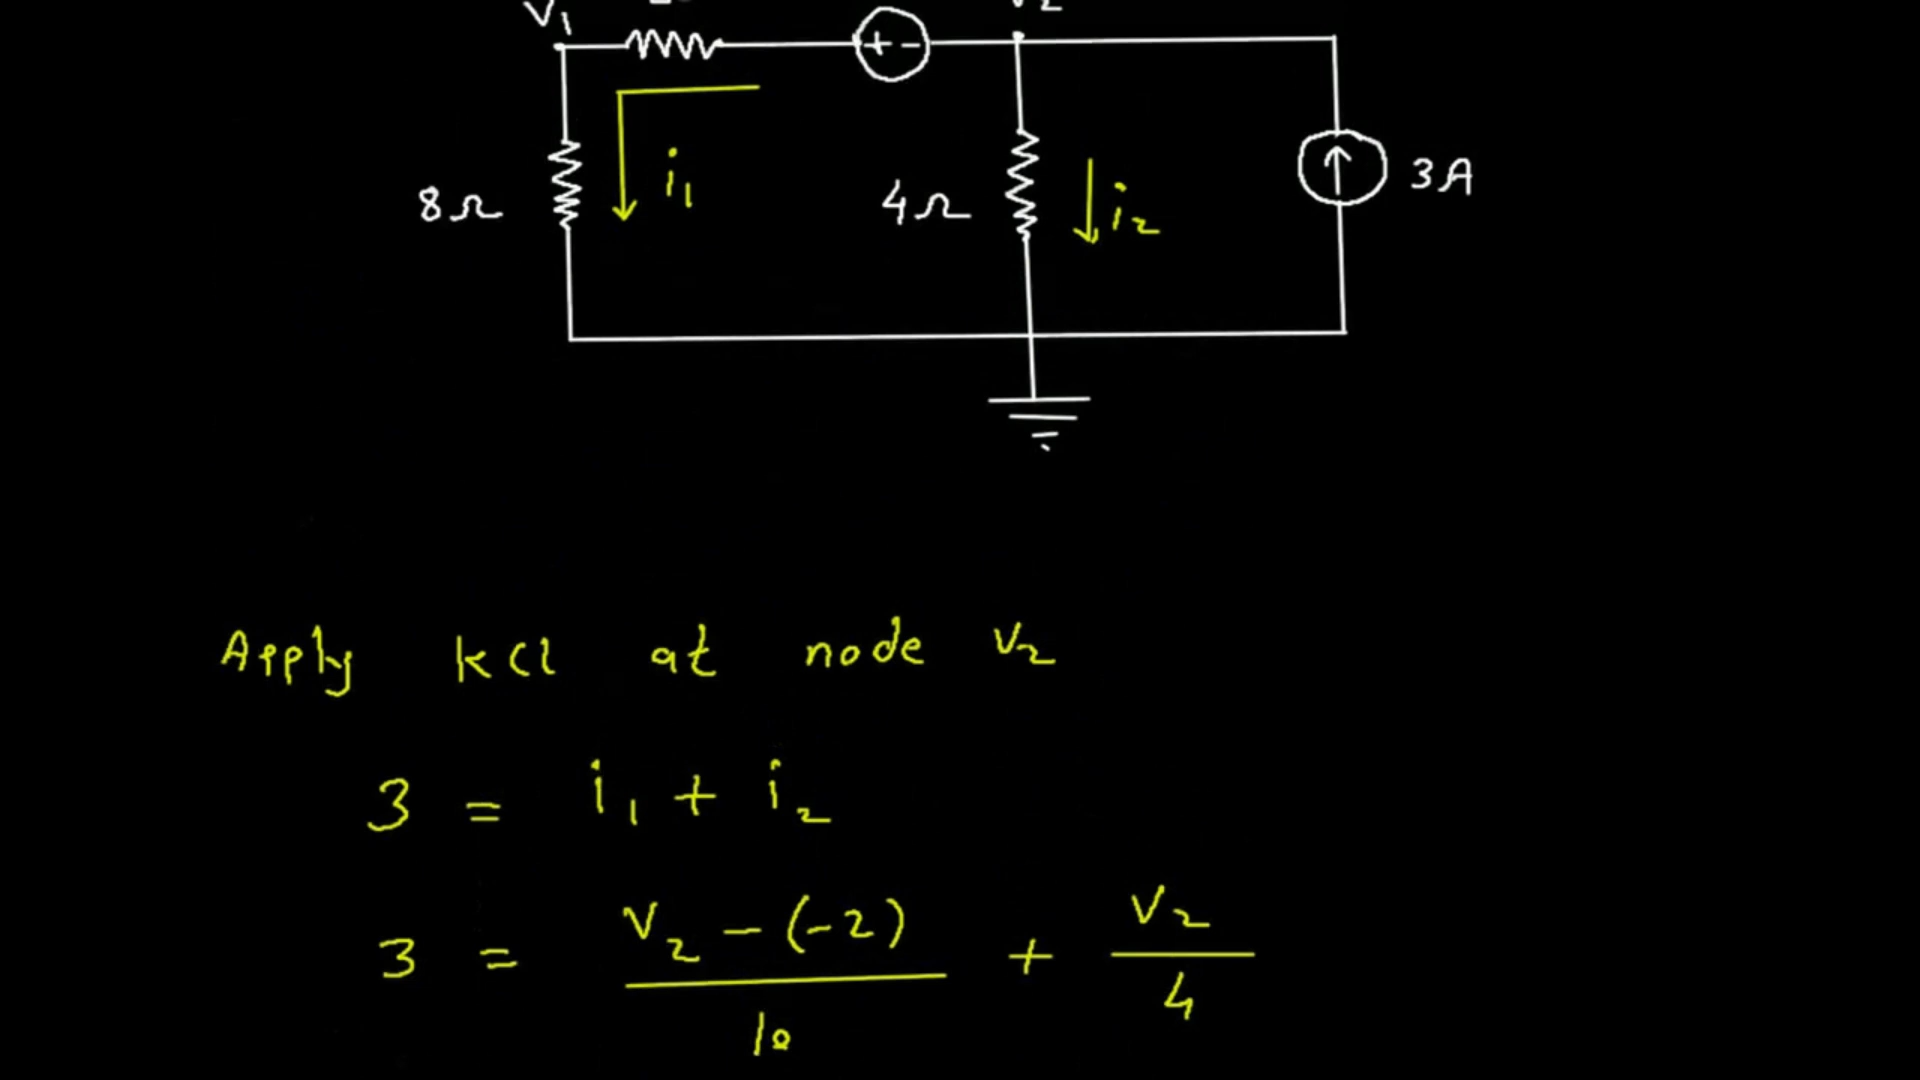 V1
+ -
i1
8Ω
4Ω
i2
3A
Apply kcl at node V2
3 = i1 + i2
3 = V2 - (-2) / 10 + V2 / 4